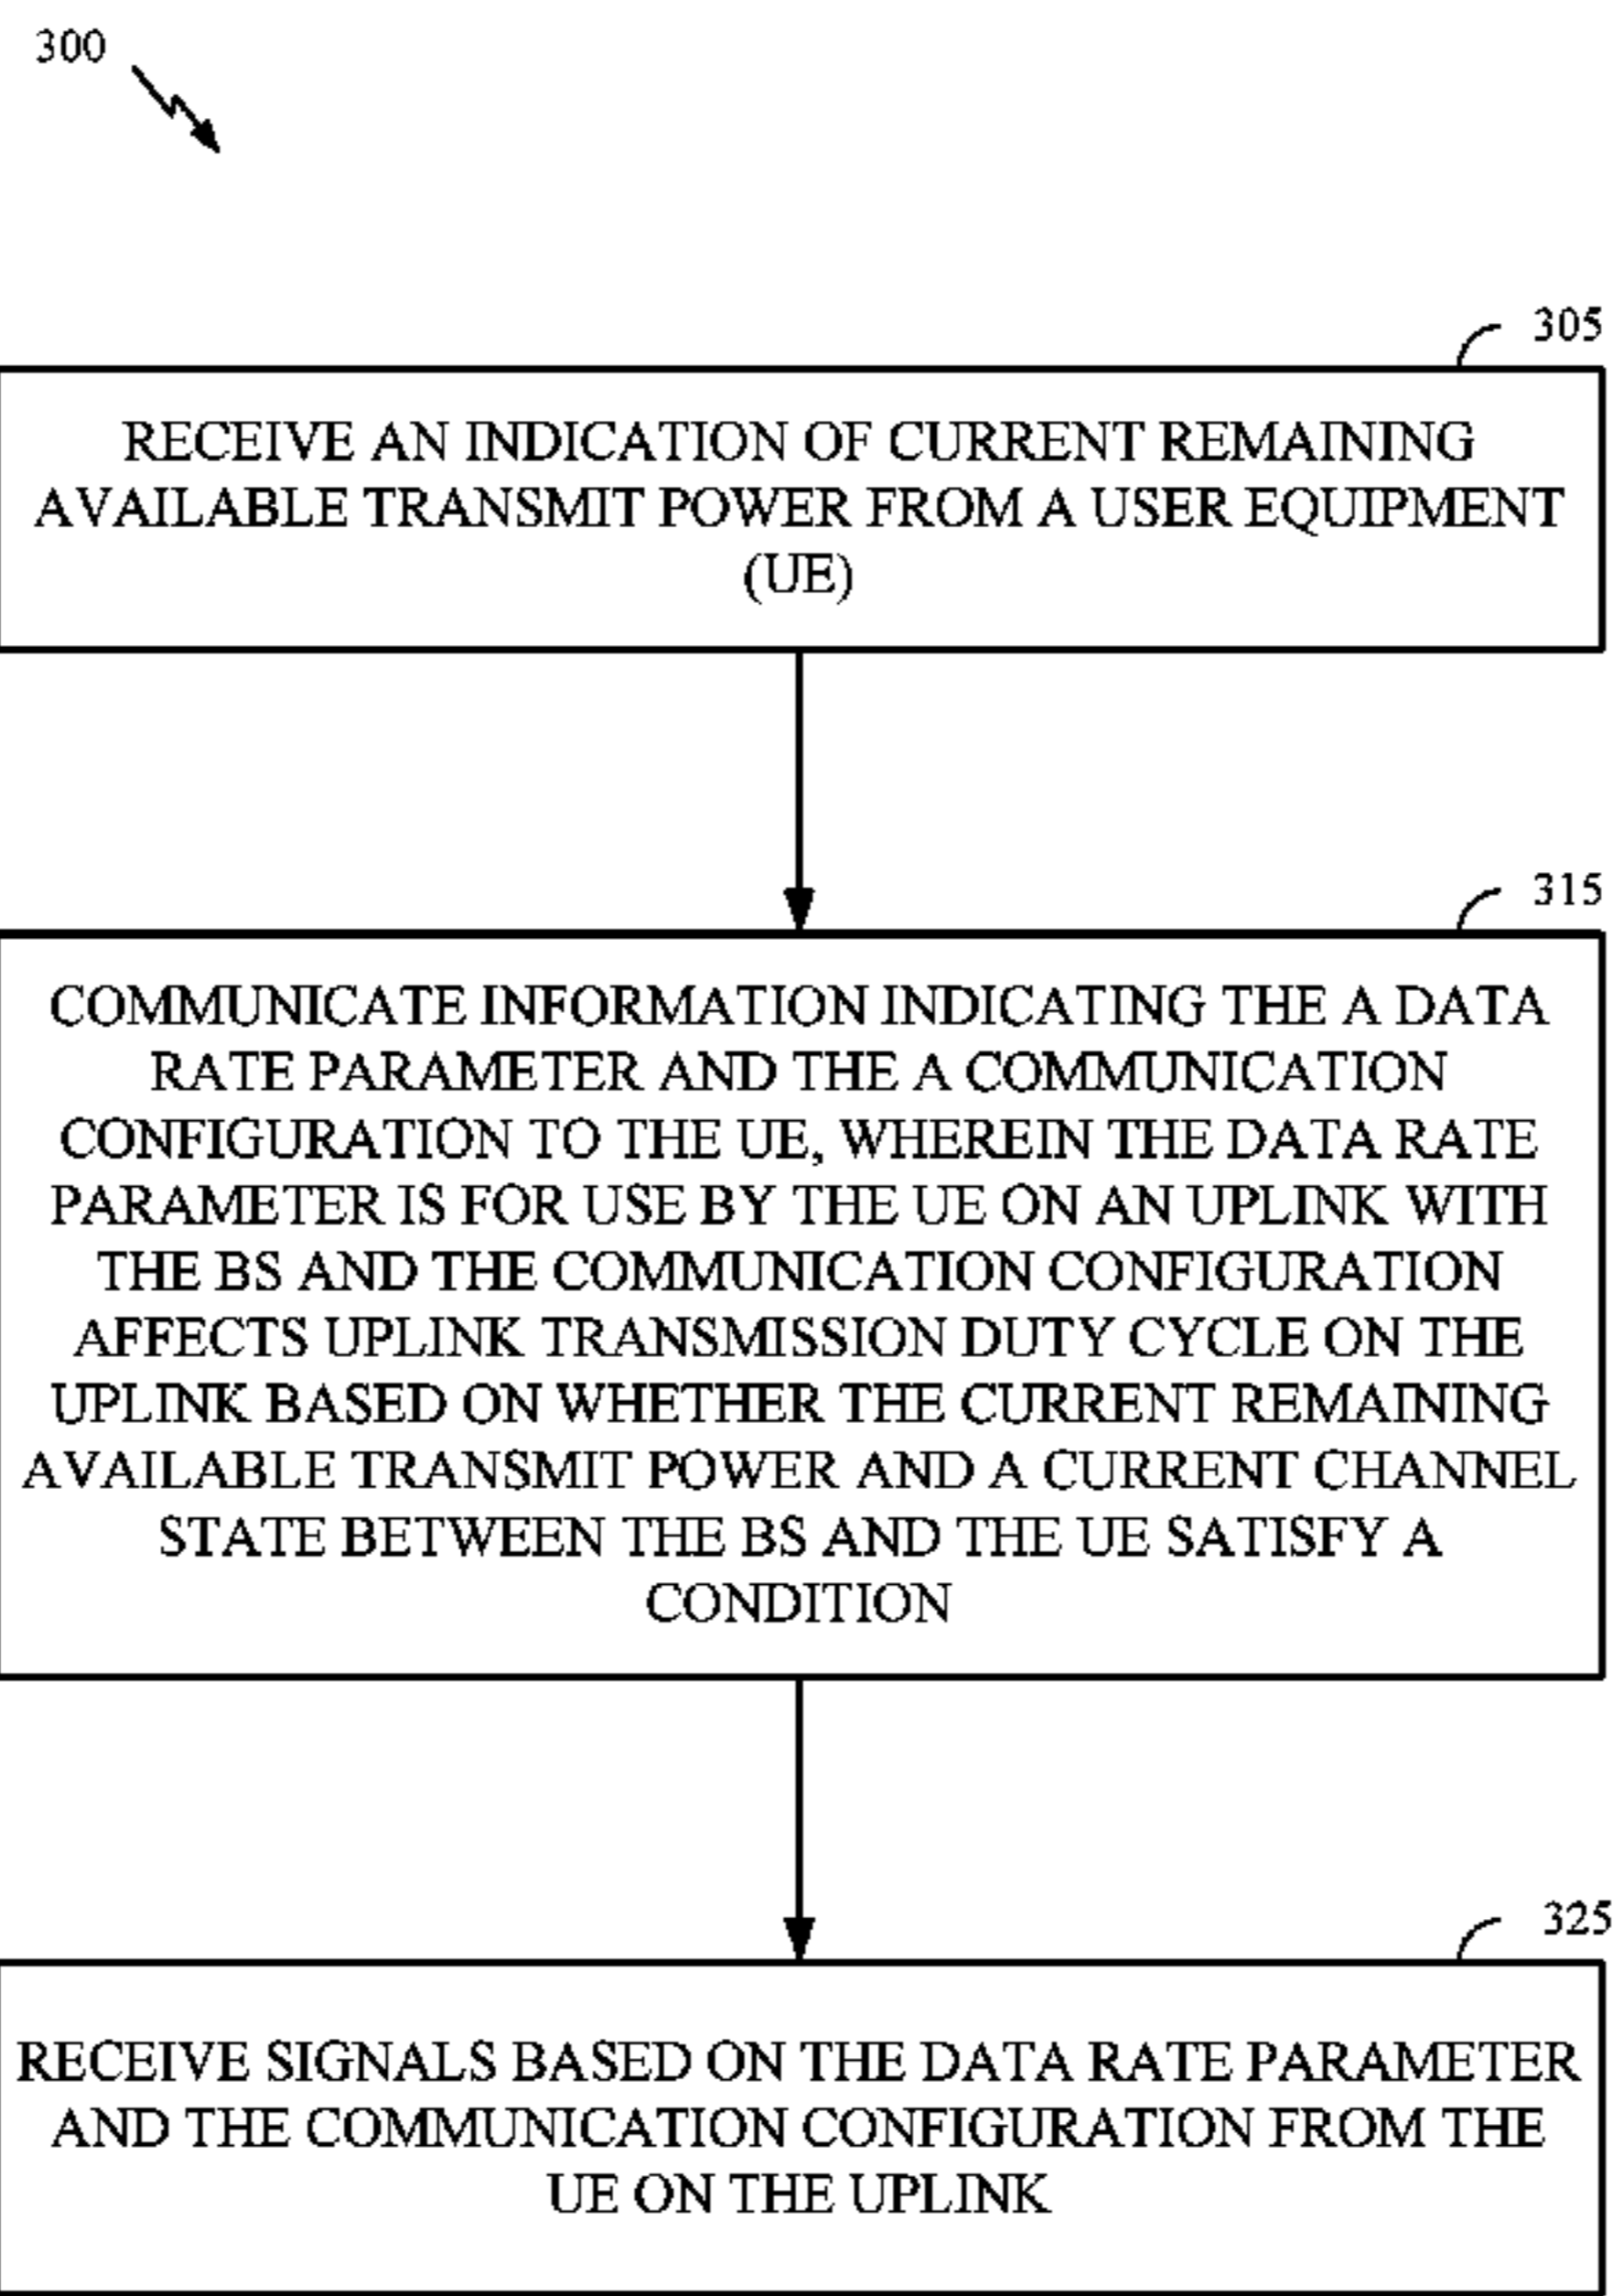 300
305
RECEIVE AN INDICATION OF CURRENT REMAINING
AVAILABLE TRANSMIT POWER FROM A USER EQUIPMENT
(UE)
315
COMMUNICATE INFORMATION INDICATING THE A DATA
RATE PARAMETER AND THE A COMMUNICATION
CONFIGURATION TO THE UE, WHEREIN THE DATA RATE
PARAMETER IS FOR USE BY THE UE ON AN UPLINK WITH
THE BS AND THE COMMUNICATION CONFIGURATION
AFFECTS UPLINK TRANSMISSION DUTY CYCLE ON THE
UPLINK BASED ON WHETHER THE CURRENT REMAINING
AVAILABLE TRANSMIT POWER AND A CURRENT CHANNEL
STATE BETWEEN THE BS AND THE UE SATISFY A
CONDITION
325
RECEIVE SIGNALS BASED ON THE DATA RATE PARAMETER
AND THE COMMUNICATION CONFIGURATION FROM THE
UE ON THE UPLINK